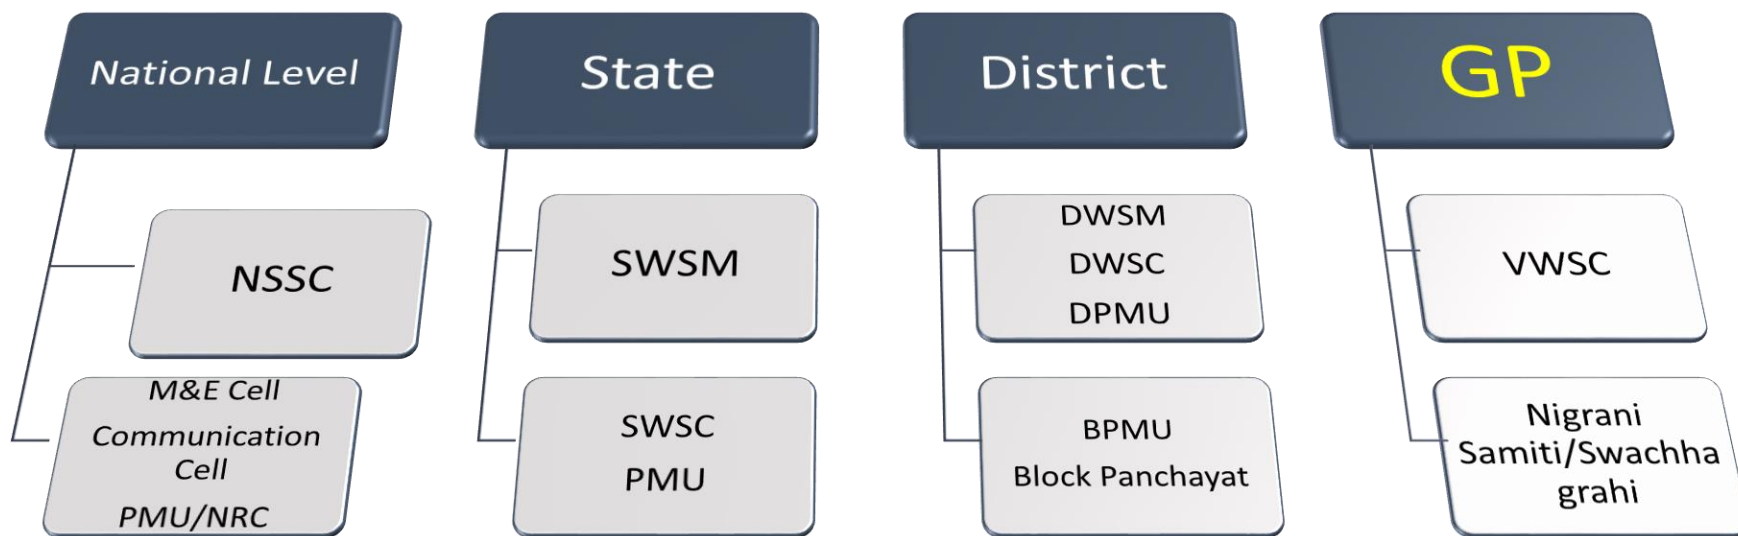 National Level
NSSC
M&E Cell
Communication
Cell
PMU/NRC
State
SWSM
SWSC
PMU
District
DWSM
DWSC
DPMU
BPMU
Block Panchayat
GP
VWSC
Nigrani
Samiti/Swachha
grahi